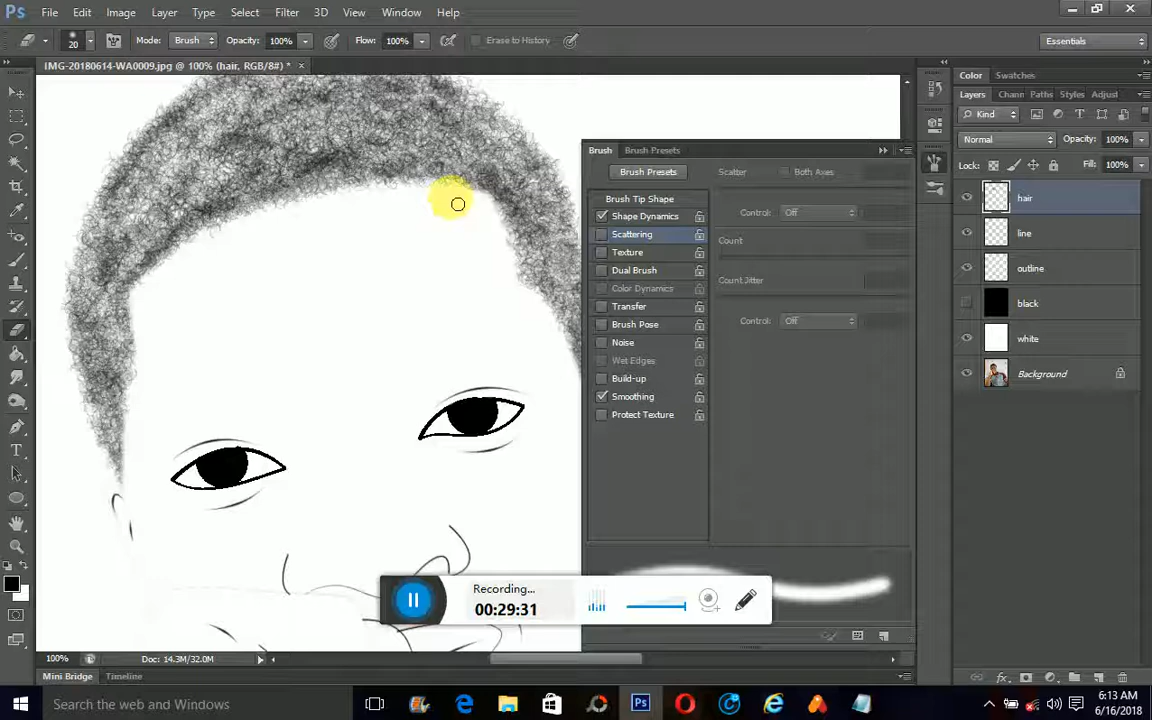 Ps File Edit Image Layer Type Select Filter 3D View Window Help
20 Mode: Brush Opacity: 100% Flow: 100% Erase to History Essentials
IMG-20180614-WA0009.jpg @ 100% (hair, RGB/8#) * ×
Color Swatches
Layers Chann Paths Styles Adjust
Kind
Normal Opacity: 100%
Lock: Fill: 100%
hair
line
outline
black
white
Background
Brush Brush Presets
Brush Presets Scatter Both Axes
Brush Tip Shape
Shape Dynamics Control: Off
Scattering Count
Texture
Dual Brush Count Jitter
Color Dynamics
Transfer Control: Off
Brush Pose
Noise
Wet Edges
Build-up
Smoothing
Protect Texture
Recording...
00:29:31
100% Doc: 14.3M/32.0M
Mini Bridge Timeline
Search the web and Windows
6:13 AM
6/16/2018